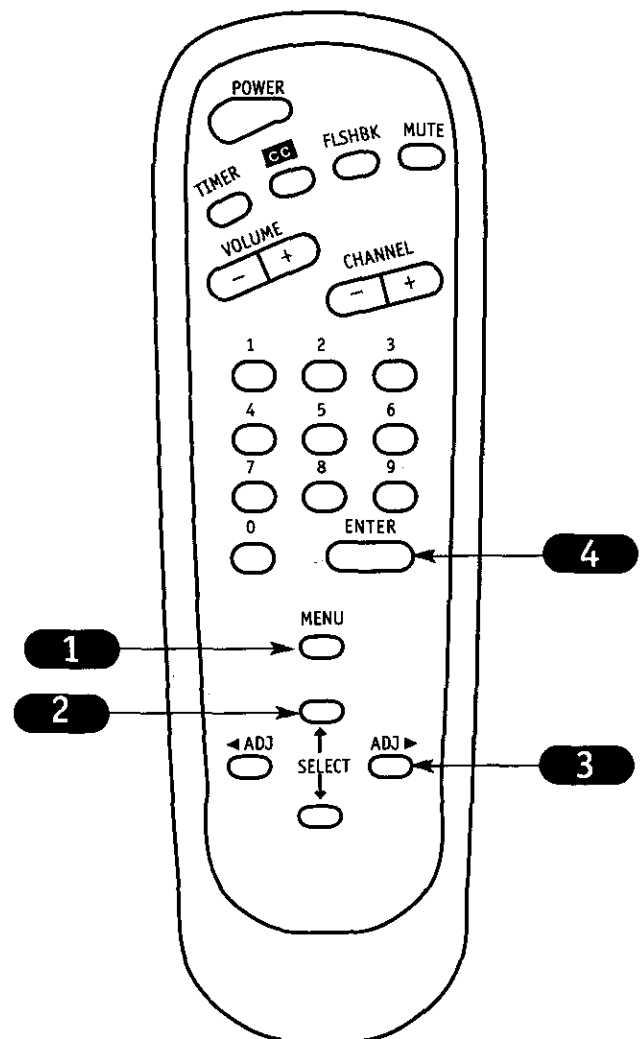 POWER
TIMER CC FLSHBK MUTE
VOLUME
- +
CHANNEL
- +
1 2 3
4 5 6
7 8 9
0 ENTER
4
MENU
1
2
◄ADJ SELECT ADJ►
3